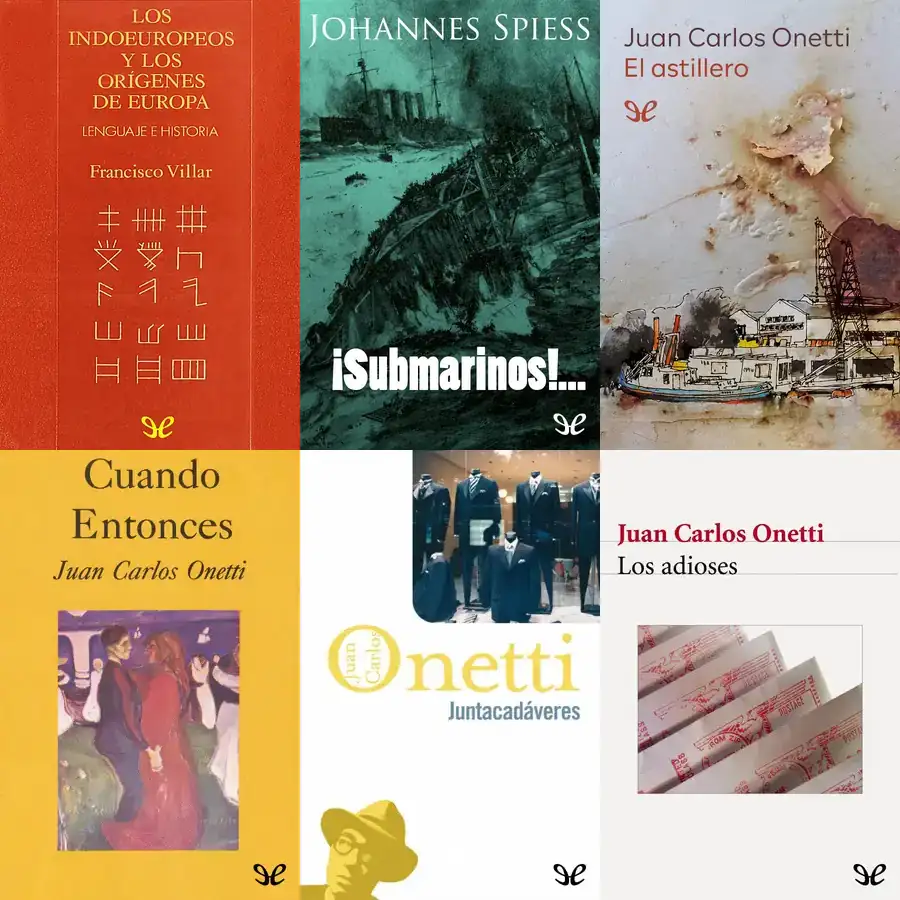 LOS
INDOEUROPEOS
Y LOS
ORÍGENES
DE EUROPA
LENGUAJE E HISTORIA
Francisco Villar
JOHANNES SPIESS
¡Submarinos!...
Juan Carlos Onetti
El astillero
Cuando
Entonces
Juan Carlos Onetti
Juan
Carlos
Onetti
Juntacadáveres
Juan Carlos Onetti
Los adioses
POSTAGE